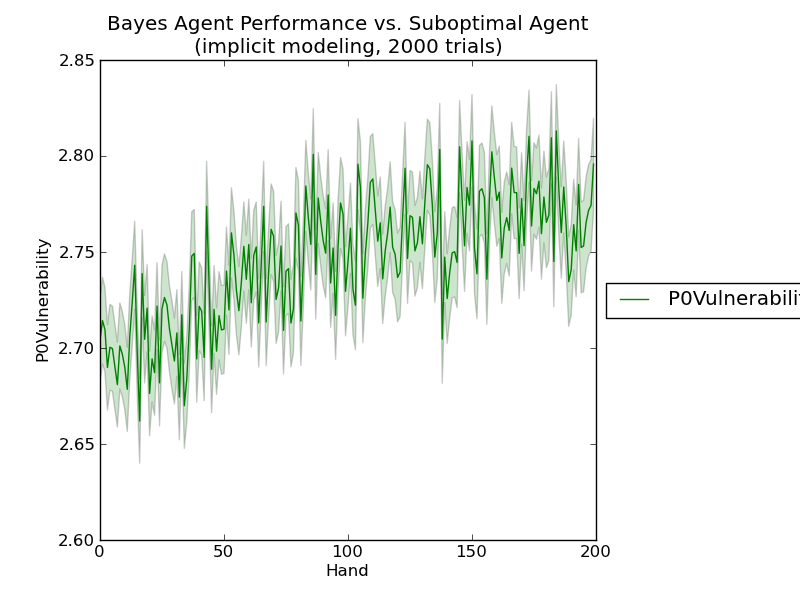 Bayes Agent Performance vs. Suboptimal Agent
(implicit modeling, 2000 trials)
2.85
2.80
2.75
2.70
2.65
2.60
P0Vulnerability
0 50 100 150 200
Hand
P0Vulnerabilit